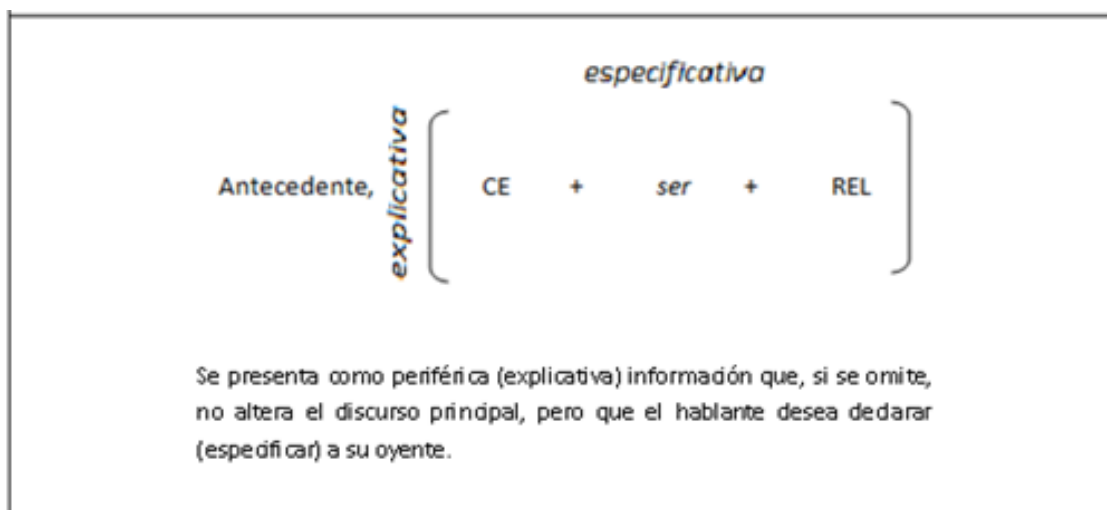 especificativa
Antecedente, explicativa CE + ser + REL
Se presenta como periférica (explicativa) información que, si se omite,
no altera el discurso principal, pero que el hablante desea declarar
(especificar) a su oyente.